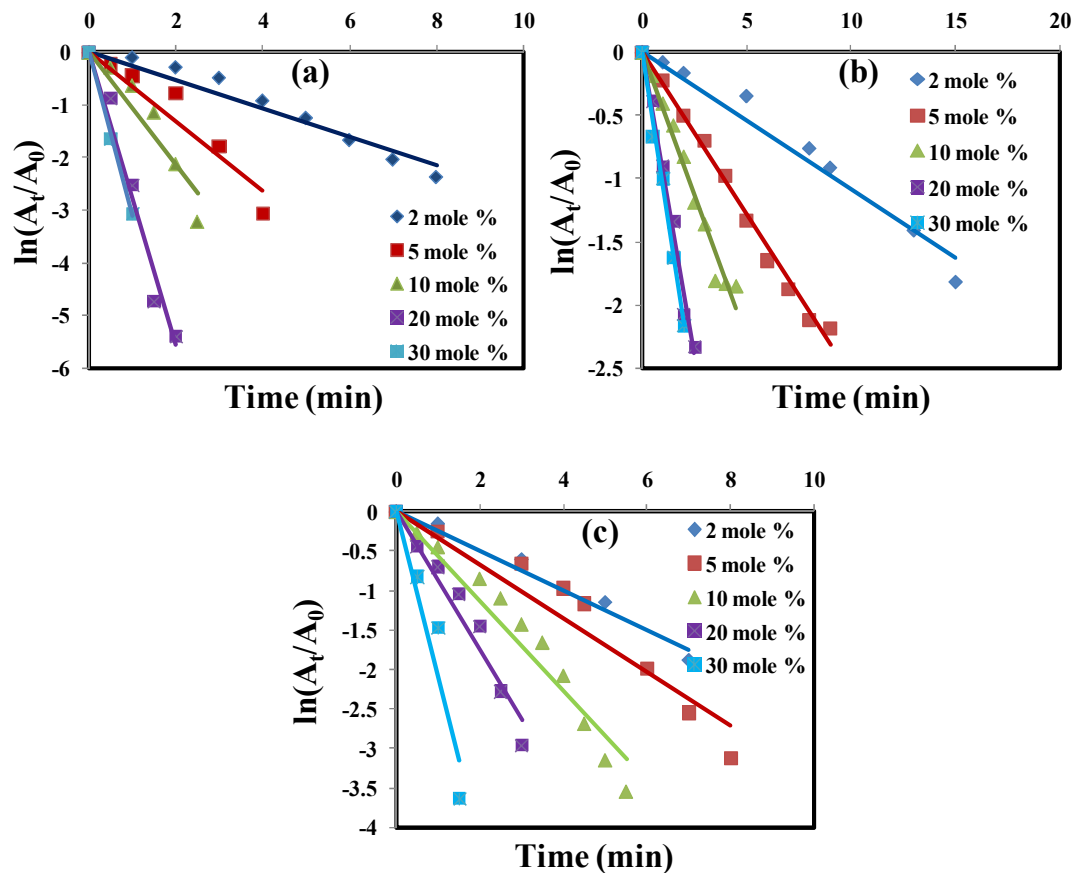 0 2 4 6 8 10
0
-1
-2
-3
-4
-5
-6
ln(At/A0)
(a)
2 mole %
5 mole %
10 mole %
20 mole %
30 mole %
Time (min)
0 5 10 15 20
0
-0.5
-1
-1.5
-2
-2.5
ln(At/A0)
(b)
2 mole %
5 mole %
10 mole %
20 mole %
30 mole %
Time (min)
0 2 4 6 8 10
0
-0.5
-1
-1.5
-2
-2.5
-3
-3.5
-4
ln(At/A0)
(c)
2 mole %
5 mole %
10 mole %
20 mole %
30 mole %
Time (min)